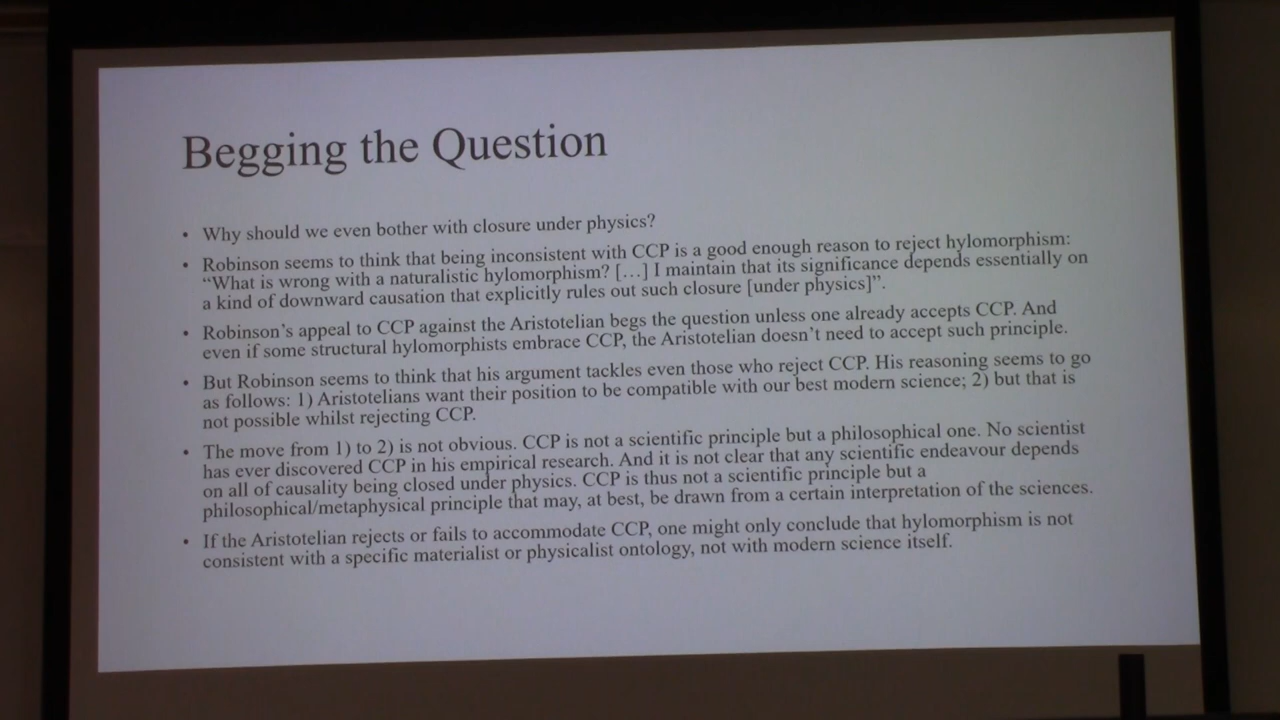 Begging the Question
• Why should we even bother with closure under physics?
• Robinson seems to think that being inconsistent with CCP is a good enough reason to reject hylomorphism:
“What is wrong with a naturalistic hylomorphism? […] I maintain that its significance depends essentially on
a kind of downward causation that explicitly rules out such closure [under physics]”.
• Robinson’s appeal to CCP against the Aristotelian begs the question unless one already accepts CCP. And
even if some structural hylomorphists embrace CCP, the Aristotelian doesn’t need to accept such principle.
• But Robinson seems to think that his argument tackles even those who reject CCP. His reasoning seems to go
as follows: 1) Aristotelians want their position to be compatible with our best modern science; 2) but that is
not possible whilst rejecting CCP.
• The move from 1) to 2) is not obvious. CCP is not a scientific principle but a philosophical one. No scientist
has ever discovered CCP in his empirical research. And it is not clear that any scientific endeavour depends
on all of causality being closed under physics. CCP is thus not a scientific principle but a
philosophical/metaphysical principle that may, at best, be drawn from a certain interpretation of the sciences.
• If the Aristotelian rejects or fails to accommodate CCP, one might only conclude that hylomorphism is not
consistent with a specific materialist or physicalist ontology, not with modern science itself.